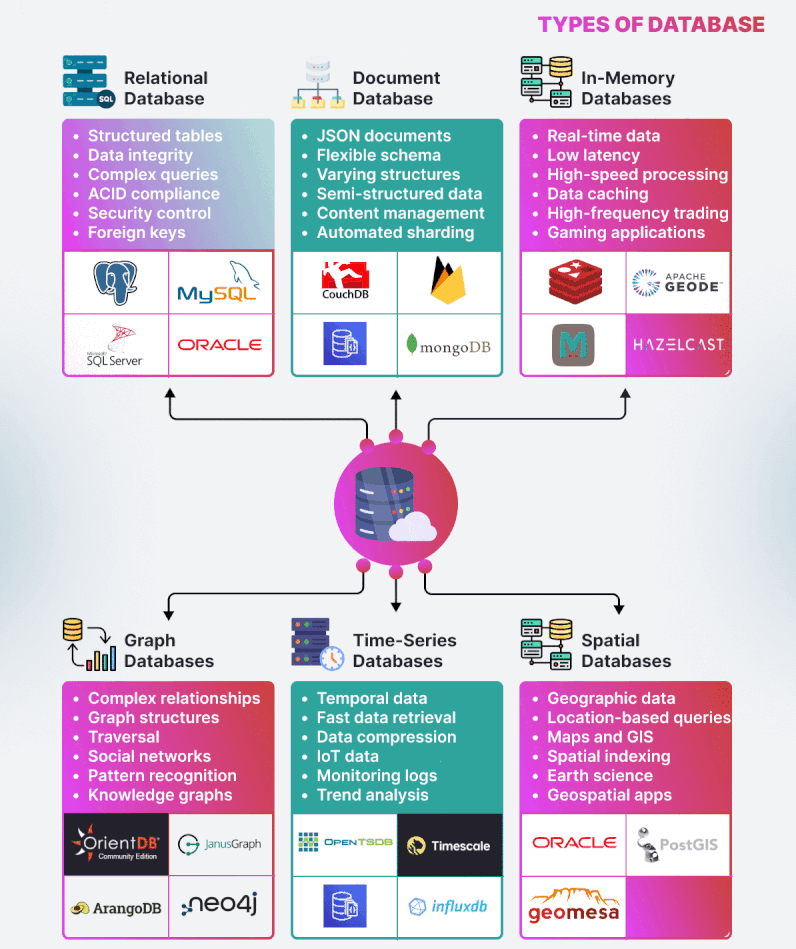 TYPES OF DATABASE
Relational
Database
SQL
• Structured tables
• Data integrity
• Complex queries
• ACID compliance
• Security control
• Foreign keys
MySQL
Microsoft
SQL Server
ORACLE
Document
Database
• JSON documents
• Flexible schema
• Varying structures
• Semi-structured data
• Content management
• Automated sharding
CouchDB
mongoDB
In-Memory
Databases
• Real-time data
• Low latency
• High-speed processing
• Data caching
• High-frequency trading
• Gaming applications
APACHE
GEODE
M
HAZELCAST
Graph
Databases
• Complex relationships
• Graph structures
• Traversal
• Social networks
• Pattern recognition
• Knowledge graphs
OrientDB
Community Edition
JanusGraph
ArangoDB
neo4j
Time-Series
Databases
• Temporal data
• Fast data retrieval
• Data compression
• IoT data
• Monitoring logs
• Trend analysis
OPENTSDB
Timescale
influxdb
Spatial
Databases
• Geographic data
• Location-based queries
• Maps and GIS
• Spatial indexing
• Earth science
• Geospatial apps
ORACLE
PostGIS
geomesa